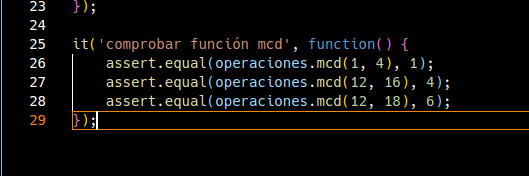 23 });
24
25 it('comprobar función mcd', function() {
26     assert.equal(operaciones.mcd(1, 4), 1);
27     assert.equal(operaciones.mcd(12, 16), 4);
28     assert.equal(operaciones.mcd(12, 18), 6);
29 });